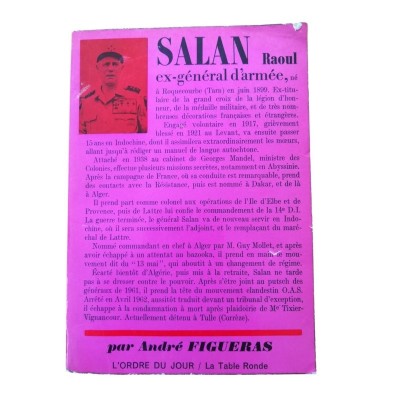 SALAN Raoul
ex-général d'armée, né
à Roquecourbe (Tarn) en juin 1899. Ex-titu-
laire de la grand croix de la légion d'hon-
neur, de la médaille militaire, et de très nom-
breuses décorations françaises et étrangères.
Engagé volontaire en 1917, grièvement
blessé en 1921 au Levant, va ensuite passer
15 ans en Indochine, dont il assimilera extraordinairement les mœurs,
allant jusqu'à rédiger un manuel de langue autochtone.
Attaché en 1938 au cabinet de Georges Mandel, ministre des
Colonies, effectue plusieurs missions secrètes, notamment en Abyssinie.
Après la campagne de France, où sa conduite est remarquable, prend
des contacts avec la Résistance, puis est nommé à Dakar, et de là
à Alger.
Il prend part comme colonel aux opérations de l'Ile d'Elbe et de
Provence, puis de Lattre lui confie le commandement de la 14e D.I.
La guerre terminée, le général Salan va de nouveau servir en Indo-
chine, où il sera successivement l'adjoint, et le remplaçant du maré-
chal de Lattre.
Nommé commandant en chef à Alger par M. Guy Mollet, et après
avoir échappé à un attentat au bazooka, il prend en main le mou-
vement dit du "13 mai", qui aboutit à un changement de régime.
Écarté bientôt d'Algérie, puis mis à la retraite, Salan ne tarde
pas à se dresser contre le pouvoir. Après s'être joint au patsch des
généraux de 1961, il prend la tête du mouvement clandestin O.A.S.
Arrêté en Avril 1962, aussitôt traduit devant un tribunal d'exception,
il échappe à la condamnation à mort après plaidoirie de Me Tixier-
Vignancour. Actuellement détenu à Tulle (Corrèze).
par André FIGUERAS
L'ORDRE DU JOUR / La Table Ronde